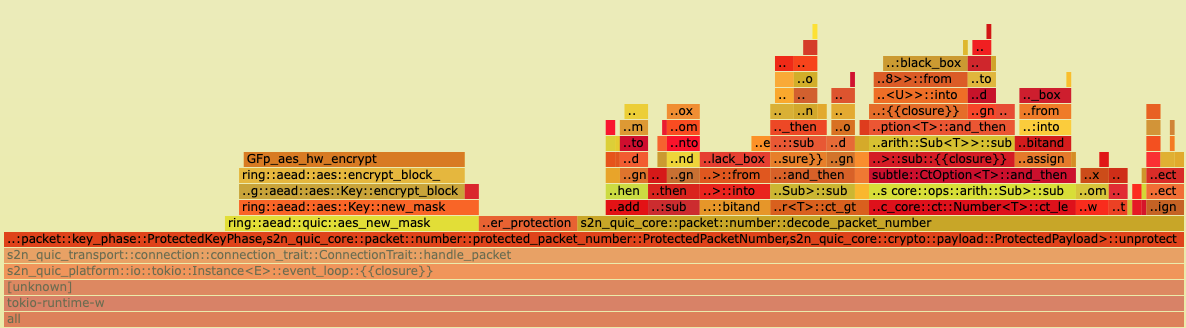 ..:black_box ..
..8>>::from ..to
.. .. ..o
.. .. ..<U>>::into ..d .._box
.. ..ox .. ..n ..:{{closure}} ..gn .. ..from
..m ..om .._then ..o ..ption<T>::and_then ..:into
..to ..nto ..e ..::sub ..d ..arith::Sub<T>>::sub ..bitand
GFp_aes_hw_encrypt ..d ..nd ..lack_box ..sure}} ..gn ..>::sub::{{closure}} ..assign
ring::aead::aes::encrypt_block_ ..gn .. ..gn ..>::from ..and_then subtle::CtOption<T>::and_then ..x .. ..ect
..g::aead::aes::Key::encrypt_block ..hen ..then ..>::into ..Sub>::sub ..s core::ops::arith::Sub>::sub ..om .. ..ect
ring::aead::aes::Key::new_mask ..add ..:sub ..::bitand ..r<T>::ct_gt ..c_core::ct::Number<T>::ct_le ..w ..t ..ign
ring::aead::quic::aes_new_mask ..er_protection s2n_quic_core::packet::number::decode_packet_number
..:packet::key_phase::ProtectedKeyPhase,s2n_quic_core::packet::number::protected_packet_number::ProtectedPacketNumber,s2n_quic_core::crypto::payload::ProtectedPayload>::unprotect
s2n_quic_transport::connection::connection_trait::ConnectionTrait::handle_packet
s2n_quic_platform::io::tokio::Instance<E>::event_loop::{{closure}}
[unknown]
tokio-runtime-w
all